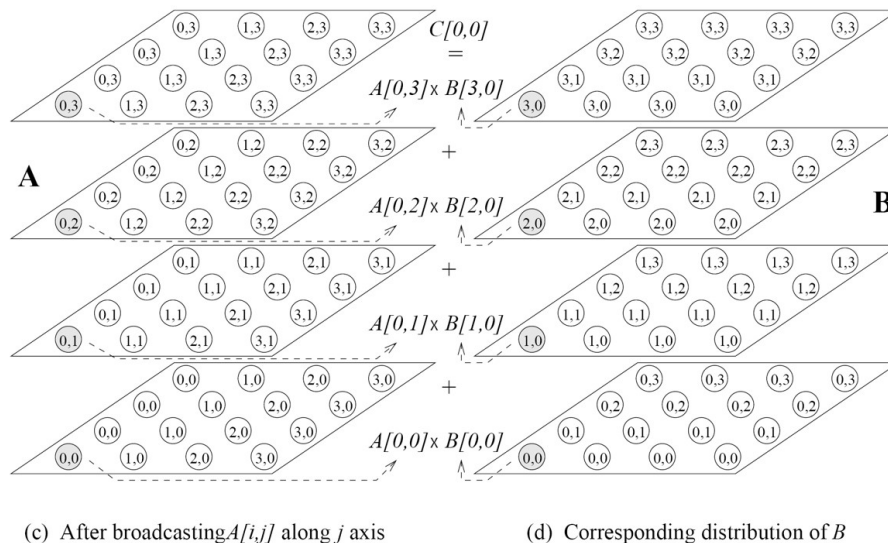 0,3 1,3 2,3 3,3 C[0,0] 3,3 3,3 3,3 3,3
0,3 1,3 2,3 3,3 = 3,2 3,2 3,2 3,2
0,3 1,3 2,3 3,3 A[0,3] x B[3,0] 3,1 3,1 3,1 3,1
0,3 1,3 2,3 3,3 3,0 3,0 3,0 3,0
0,2 1,2 2,2 3,2 + 2,3 2,3 2,3 2,3
A 0,2 1,2 2,2 3,2 2,2 2,2 2,2 2,2
0,2 1,2 2,2 3,2 A[0,2] x B[2,0] 2,1 2,1 2,1 2,1 B
0,2 1,2 2,2 3,2 2,0 2,0 2,0 2,0
0,1 1,1 2,1 3,1 + 1,3 1,3 1,3 1,3
0,1 1,1 2,1 3,1 1,2 1,2 1,2 1,2
0,1 1,1 2,1 3,1 A[0,1] x B[1,0] 1,1 1,1 1,1 1,1
0,1 1,1 2,1 3,1 1,0 1,0 1,0 1,0
0,0 1,0 2,0 3,0 + 0,3 0,3 0,3 0,3
0,0 1,0 2,0 3,0 0,2 0,2 0,2 0,2
0,0 1,0 2,0 3,0 A[0,0] x B[0,0] 0,1 0,1 0,1 0,1
0,0 1,0 2,0 3,0 0,0 0,0 0,0 0,0
(c) After broadcasting A[i,j] along j axis
(d) Corresponding distribution of B